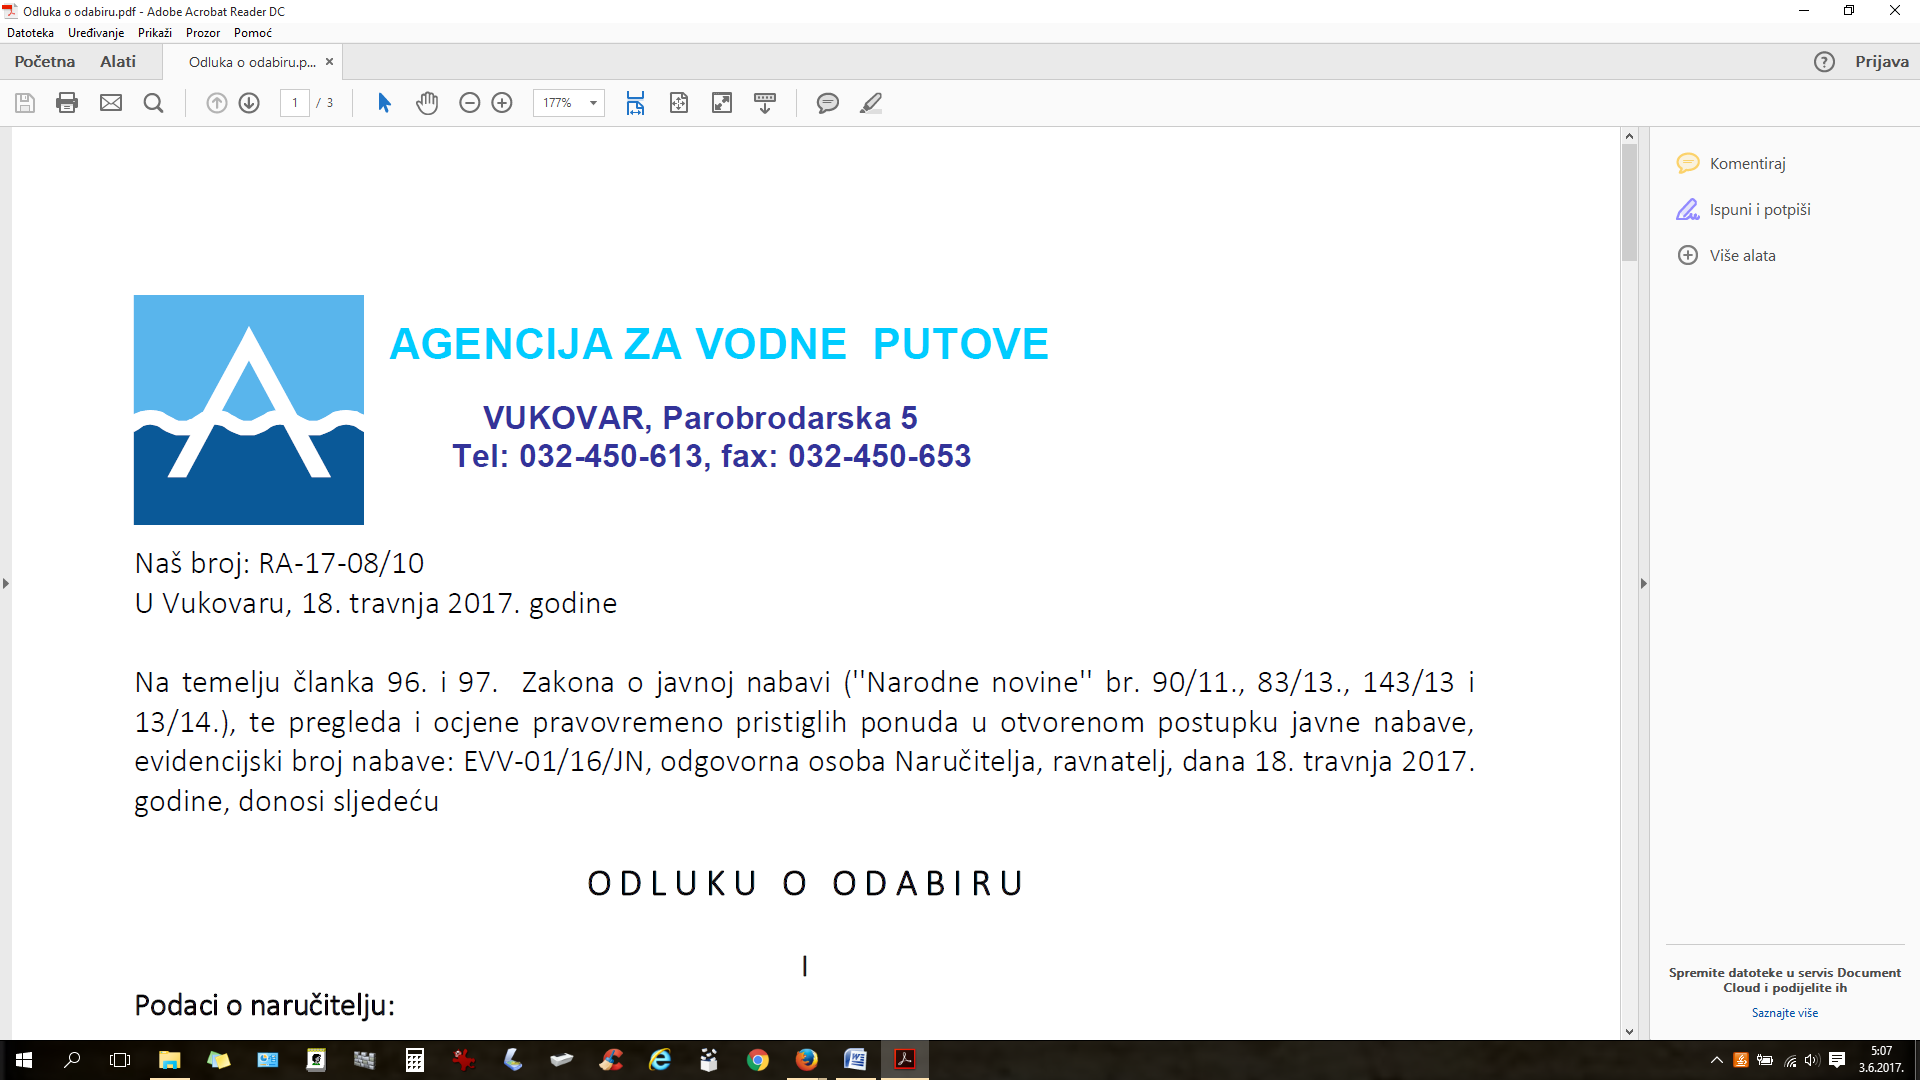 Odluka o odabiru.pdf - Adobe Acrobat Reader DC
Datoteka Uređivanje Prikaži Prozor Pomoć
Početna Alati Odluka o odabiru.p... × Prijava
1 / 3 177%
Komentiraj
Ispuni i potpiši
Više alata
AGENCIJA ZA VODNE PUTOVE
VUKOVAR, Parobrodarska 5
Tel: 032-450-613, fax: 032-450-653
Naš broj: RA-17-08/10
U Vukovaru, 18. travnja 2017. godine
Na temelju članka 96. i 97. Zakona o javnoj nabavi (''Narodne novine'' br. 90/11., 83/13., 143/13 i
13/14.), te pregleda i ocjene pravovremeno pristiglih ponuda u otvorenom postupku javne nabave,
evidencijski broj nabave: EVV-01/16/JN, odgovorna osoba Naručitelja, ravnatelj, dana 18. travnja 2017.
godine, donosi sljedeću
ODLUKU O ODABIRU
I
Podaci o naručitelju:
Spremite datoteke u servis Document
Cloud i podijelite ih
Saznajte više
5:07
3.6.2017.